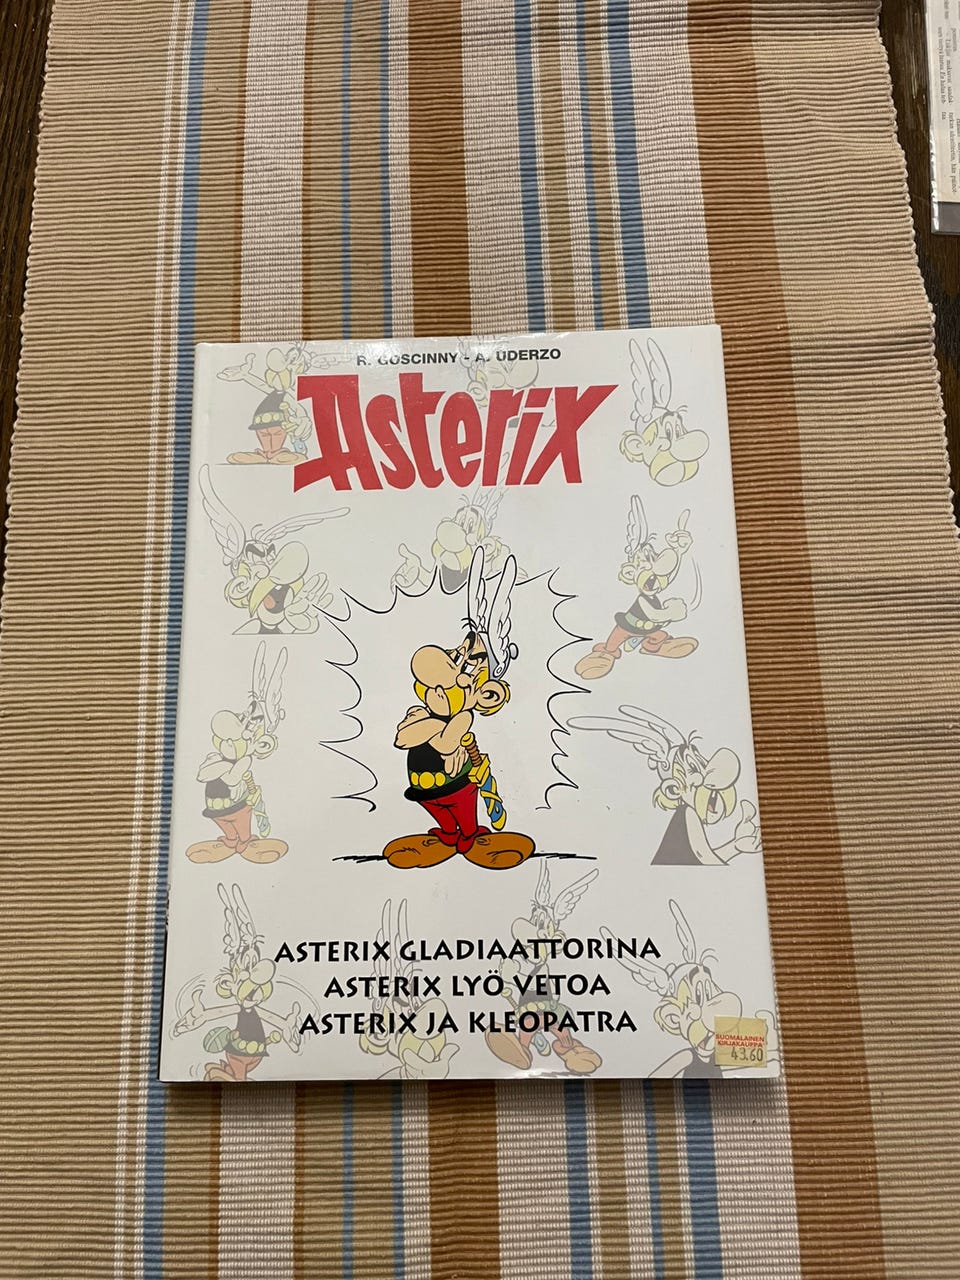 R. GOSCINNY - A. UDERZO
Asterix
ASTERIX GLADIAATTORINA
ASTERIX LYÖ VETOA
ASTERIX JA KLEOPATRA
SUOMALAINEN
KIRJAKAUPPA
43.60